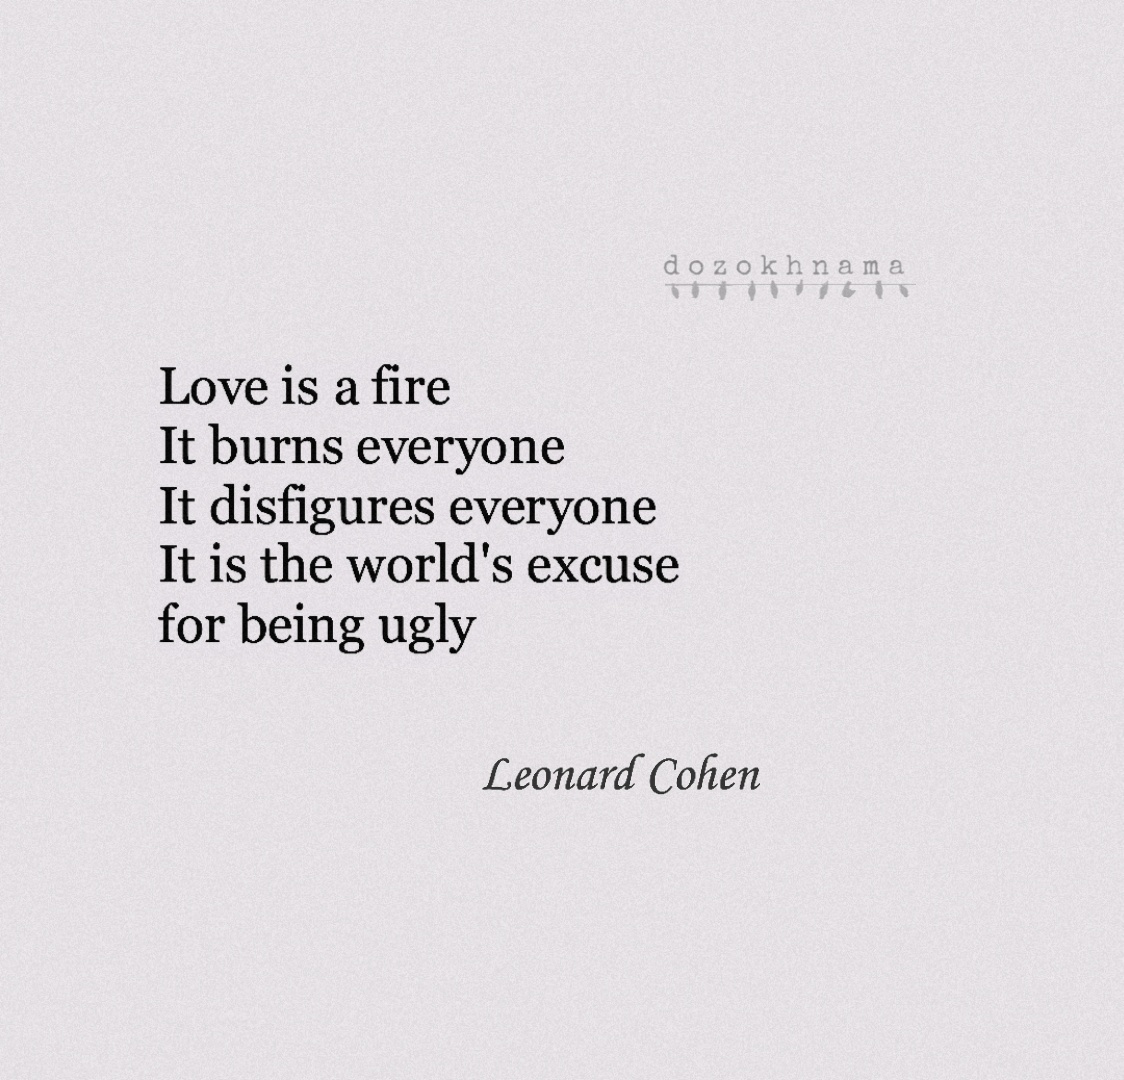 dozokhnama
Love is a fire
It burns everyone
It disfigures everyone
It is the world's excuse
for being ugly
Leonard Cohen